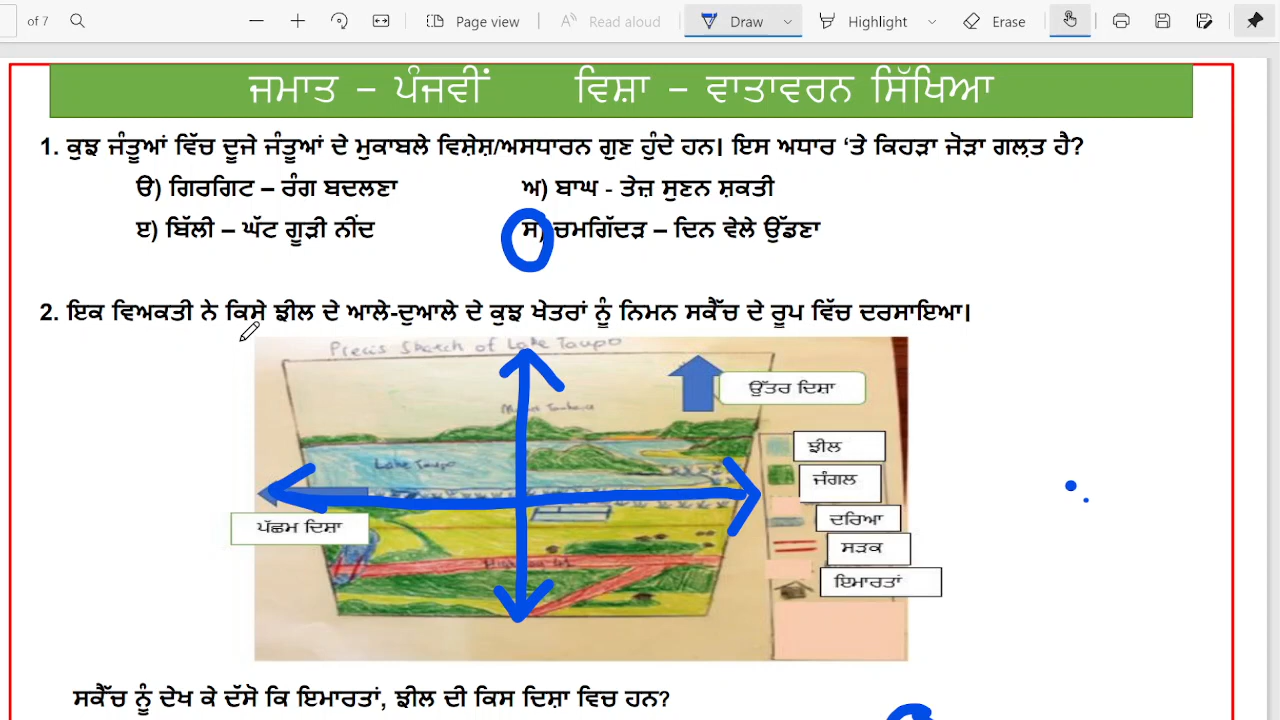 of 7
Page view
Read aloud
Draw
Highlight
Erase
ਜਮਾਤ – ਪੰਜਵੀਂ ਵਿਸ਼ਾ – ਵਾਤਾਵਰਨ ਸਿੱਖਿਆ
1. ਕੁਝ ਜੰਤੂਆਂ ਵਿੱਚ ਦੂਜੇ ਜੰਤੂਆਂ ਦੇ ਮੁਕਾਬਲੇ ਵਿਸ਼ੇਸ਼/ਅਸਧਾਰਨ ਗੁਣ ਹੁੰਦੇ ਹਨ। ਇਸ ਅਧਾਰ ‘ਤੇ ਕਿਹੜਾ ਜੋੜਾ ਗਲਤ ਹੈ?
ੳ) ਗਿਰਗਿਟ – ਰੰਗ ਬਦਲਣਾ ਅ) ਬਾਘ - ਤੇਜ਼ ਸੁਣਨ ਸ਼ਕਤੀ
ੲ) ਬਿੱਲੀ – ਘੱਟ ਗੂੜੀ ਨੀਂਦ ਸ) ਚਮਗਿੱਦੜ – ਦਿਨ ਵੇਲੇ ਉੱਡਣਾ
2. ਇਕ ਵਿਅਕਤੀ ਨੇ ਕਿਸੇ ਝੀਲ ਦੇ ਆਲੇ-ਦੁਆਲੇ ਦੇ ਕੁਝ ਖੇਤਰਾਂ ਨੂੰ ਨਿਮਨ ਸਕੈੱਚ ਦੇ ਰੂਪ ਵਿੱਚ ਦਰਸਾਇਆ।
Precis Sketch of Lake Taupo
ਉੱਤਰ ਦਿਸ਼ਾ
Lake Taupo
ਝੀਲ
ਜੰਗਲ
ਪੱਛਮ ਦਿਸ਼ਾ
ਦਰਿਆ
ਸੜਕ
ਇਮਾਰਤਾਂ
ਸਕੈੱਚ ਨੂੰ ਦੇਖ ਕੇ ਦੱਸੋ ਕਿ ਇਮਾਰਤਾਂ, ਝੀਲ ਦੀ ਕਿਸ ਦਿਸ਼ਾ ਵਿਚ ਹਨ?